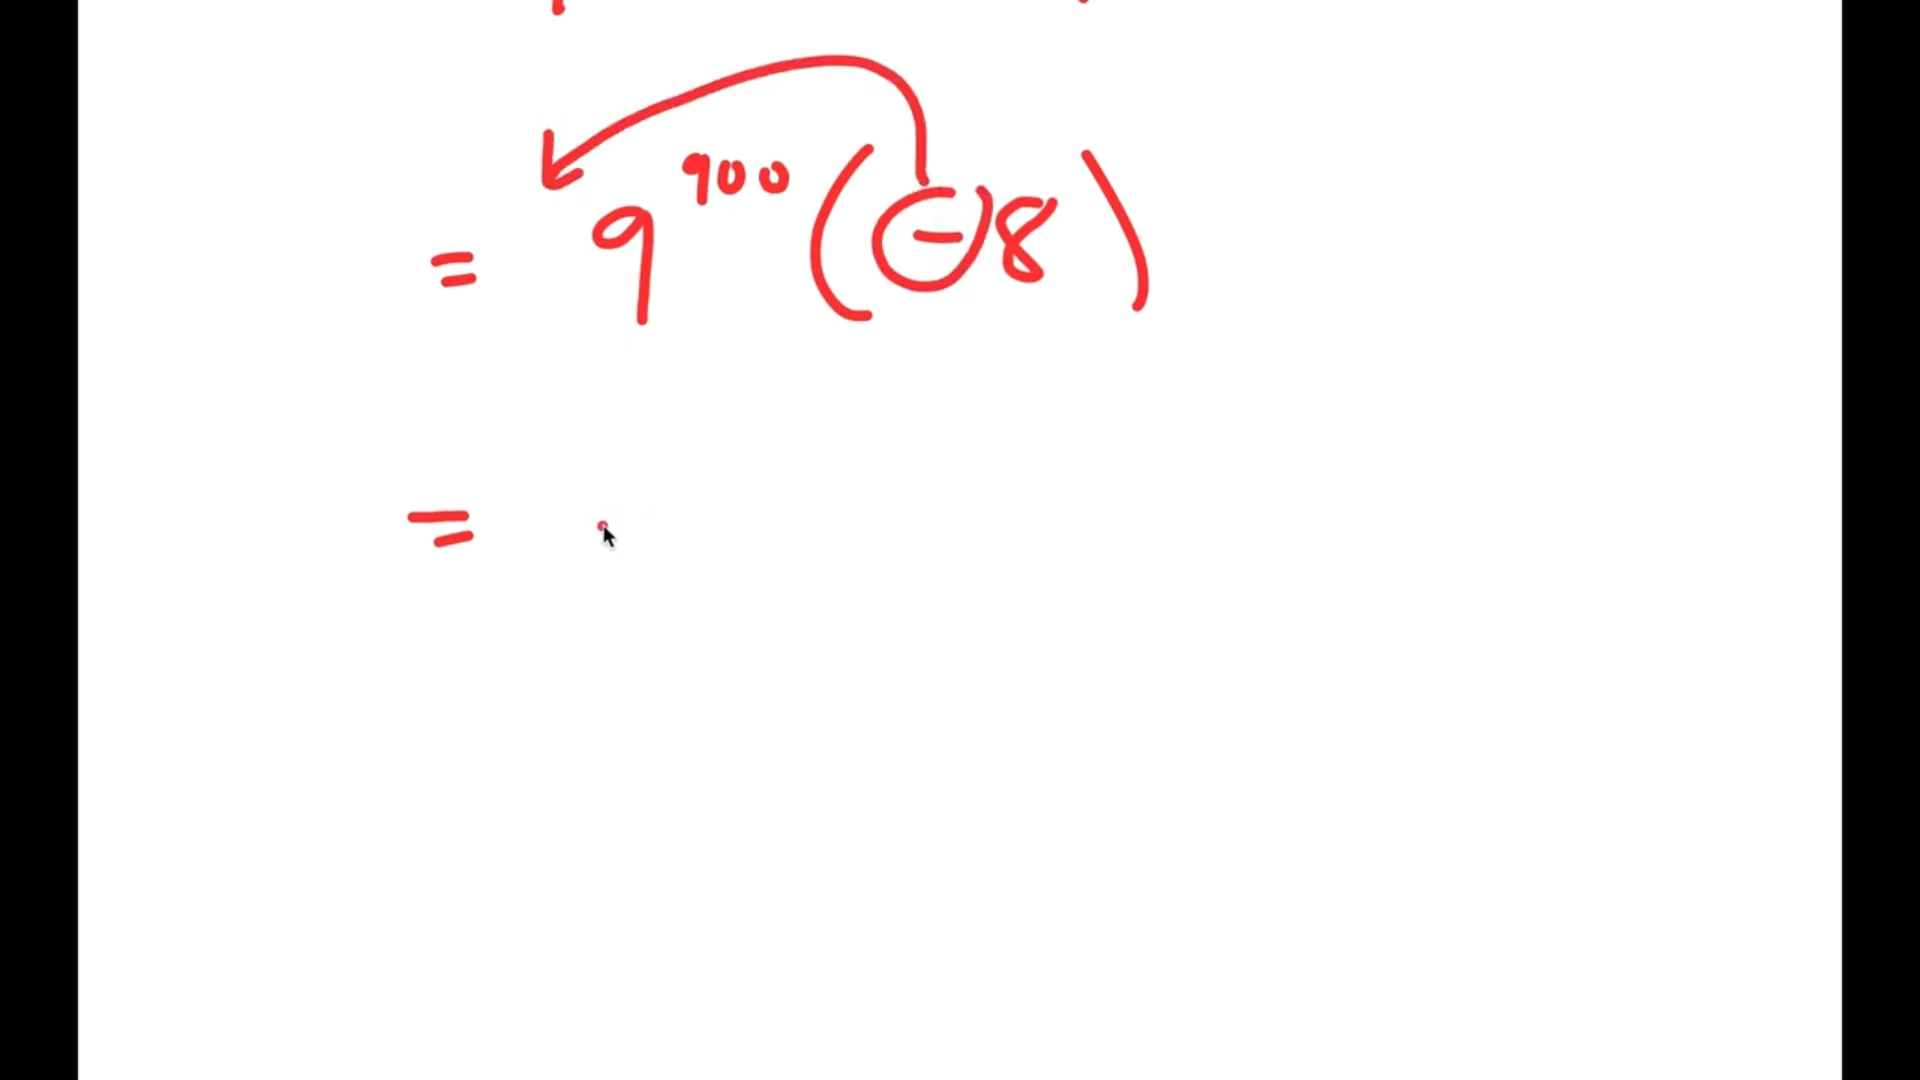 = 9^900 (-8)
=